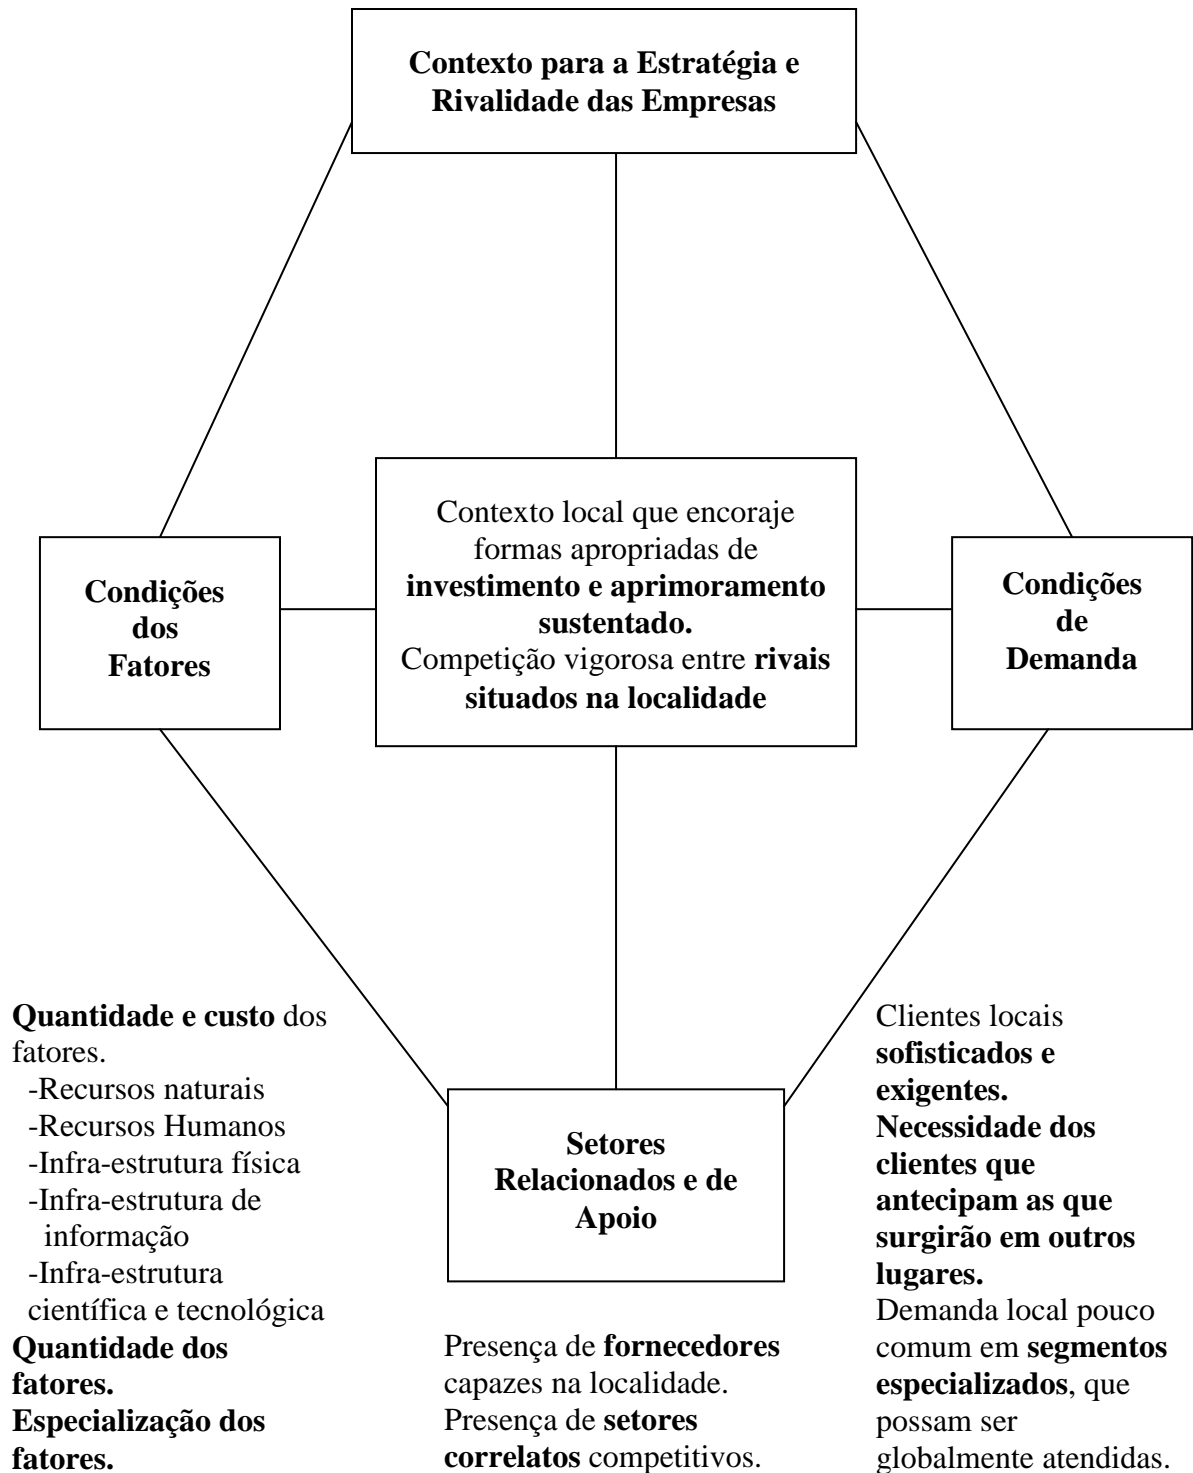 Contexto para a Estratégia e
Rivalidade das Empresas
Contexto local que encoraje
formas apropriadas de
investimento e aprimoramento
sustentado.
Competição vigorosa entre rivais
situados na localidade
Condições
dos
Fatores
Condições
de
Demanda
Setores
Relacionados e de
Apoio
Quantidade e custo dos
fatores.
-Recursos naturais
-Recursos Humanos
-Infra-estrutura física
-Infra-estrutura de
informação
-Infra-estrutura
científica e tecnológica
Quantidade dos
fatores.
Especialização dos
fatores.
Presença de fornecedores
capazes na localidade.
Presença de setores
correlatos competitivos.
Clientes locais
sofisticados e
exigentes.
Necessidade dos
clientes que
antecipam as que
surgirão em outros
lugares.
Demanda local pouco
comum em segmentos
especializados, que
possam ser
globalmente atendidas.